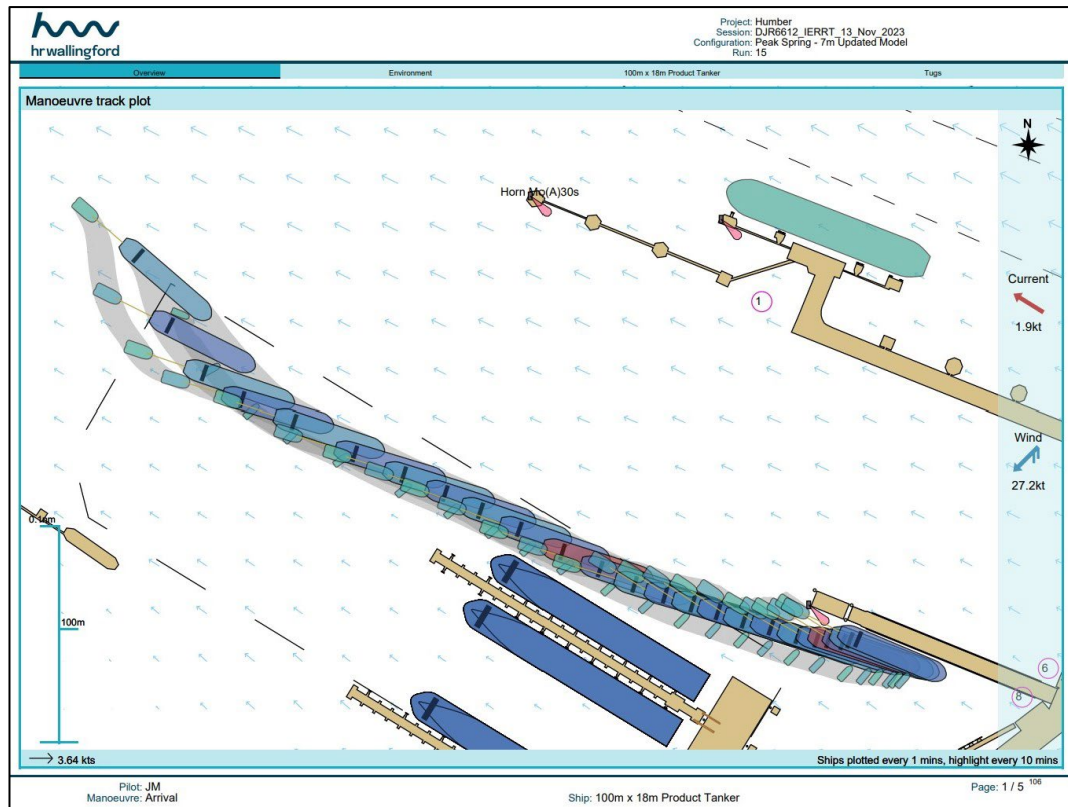 hrwallingford
Project: Humber
Session: DJR6612_IERRT_13_Nov_2023
Configuration: Peak Spring - 7m Updated Model
Run: 15
Overview
Environment
100m x 18m Product Tanker
Tugs
Manoeuvre track plot
N
Horn Mo(A)30s
1
Current
1.9kt
Wind
27.2kt
100m
6
8
3.64 kts
Ships plotted every 1 mins, highlight every 10 mins
Pilot: JM
Manoeuvre: Arrival
Ship: 100m x 18m Product Tanker
Page: 1 / 5 106